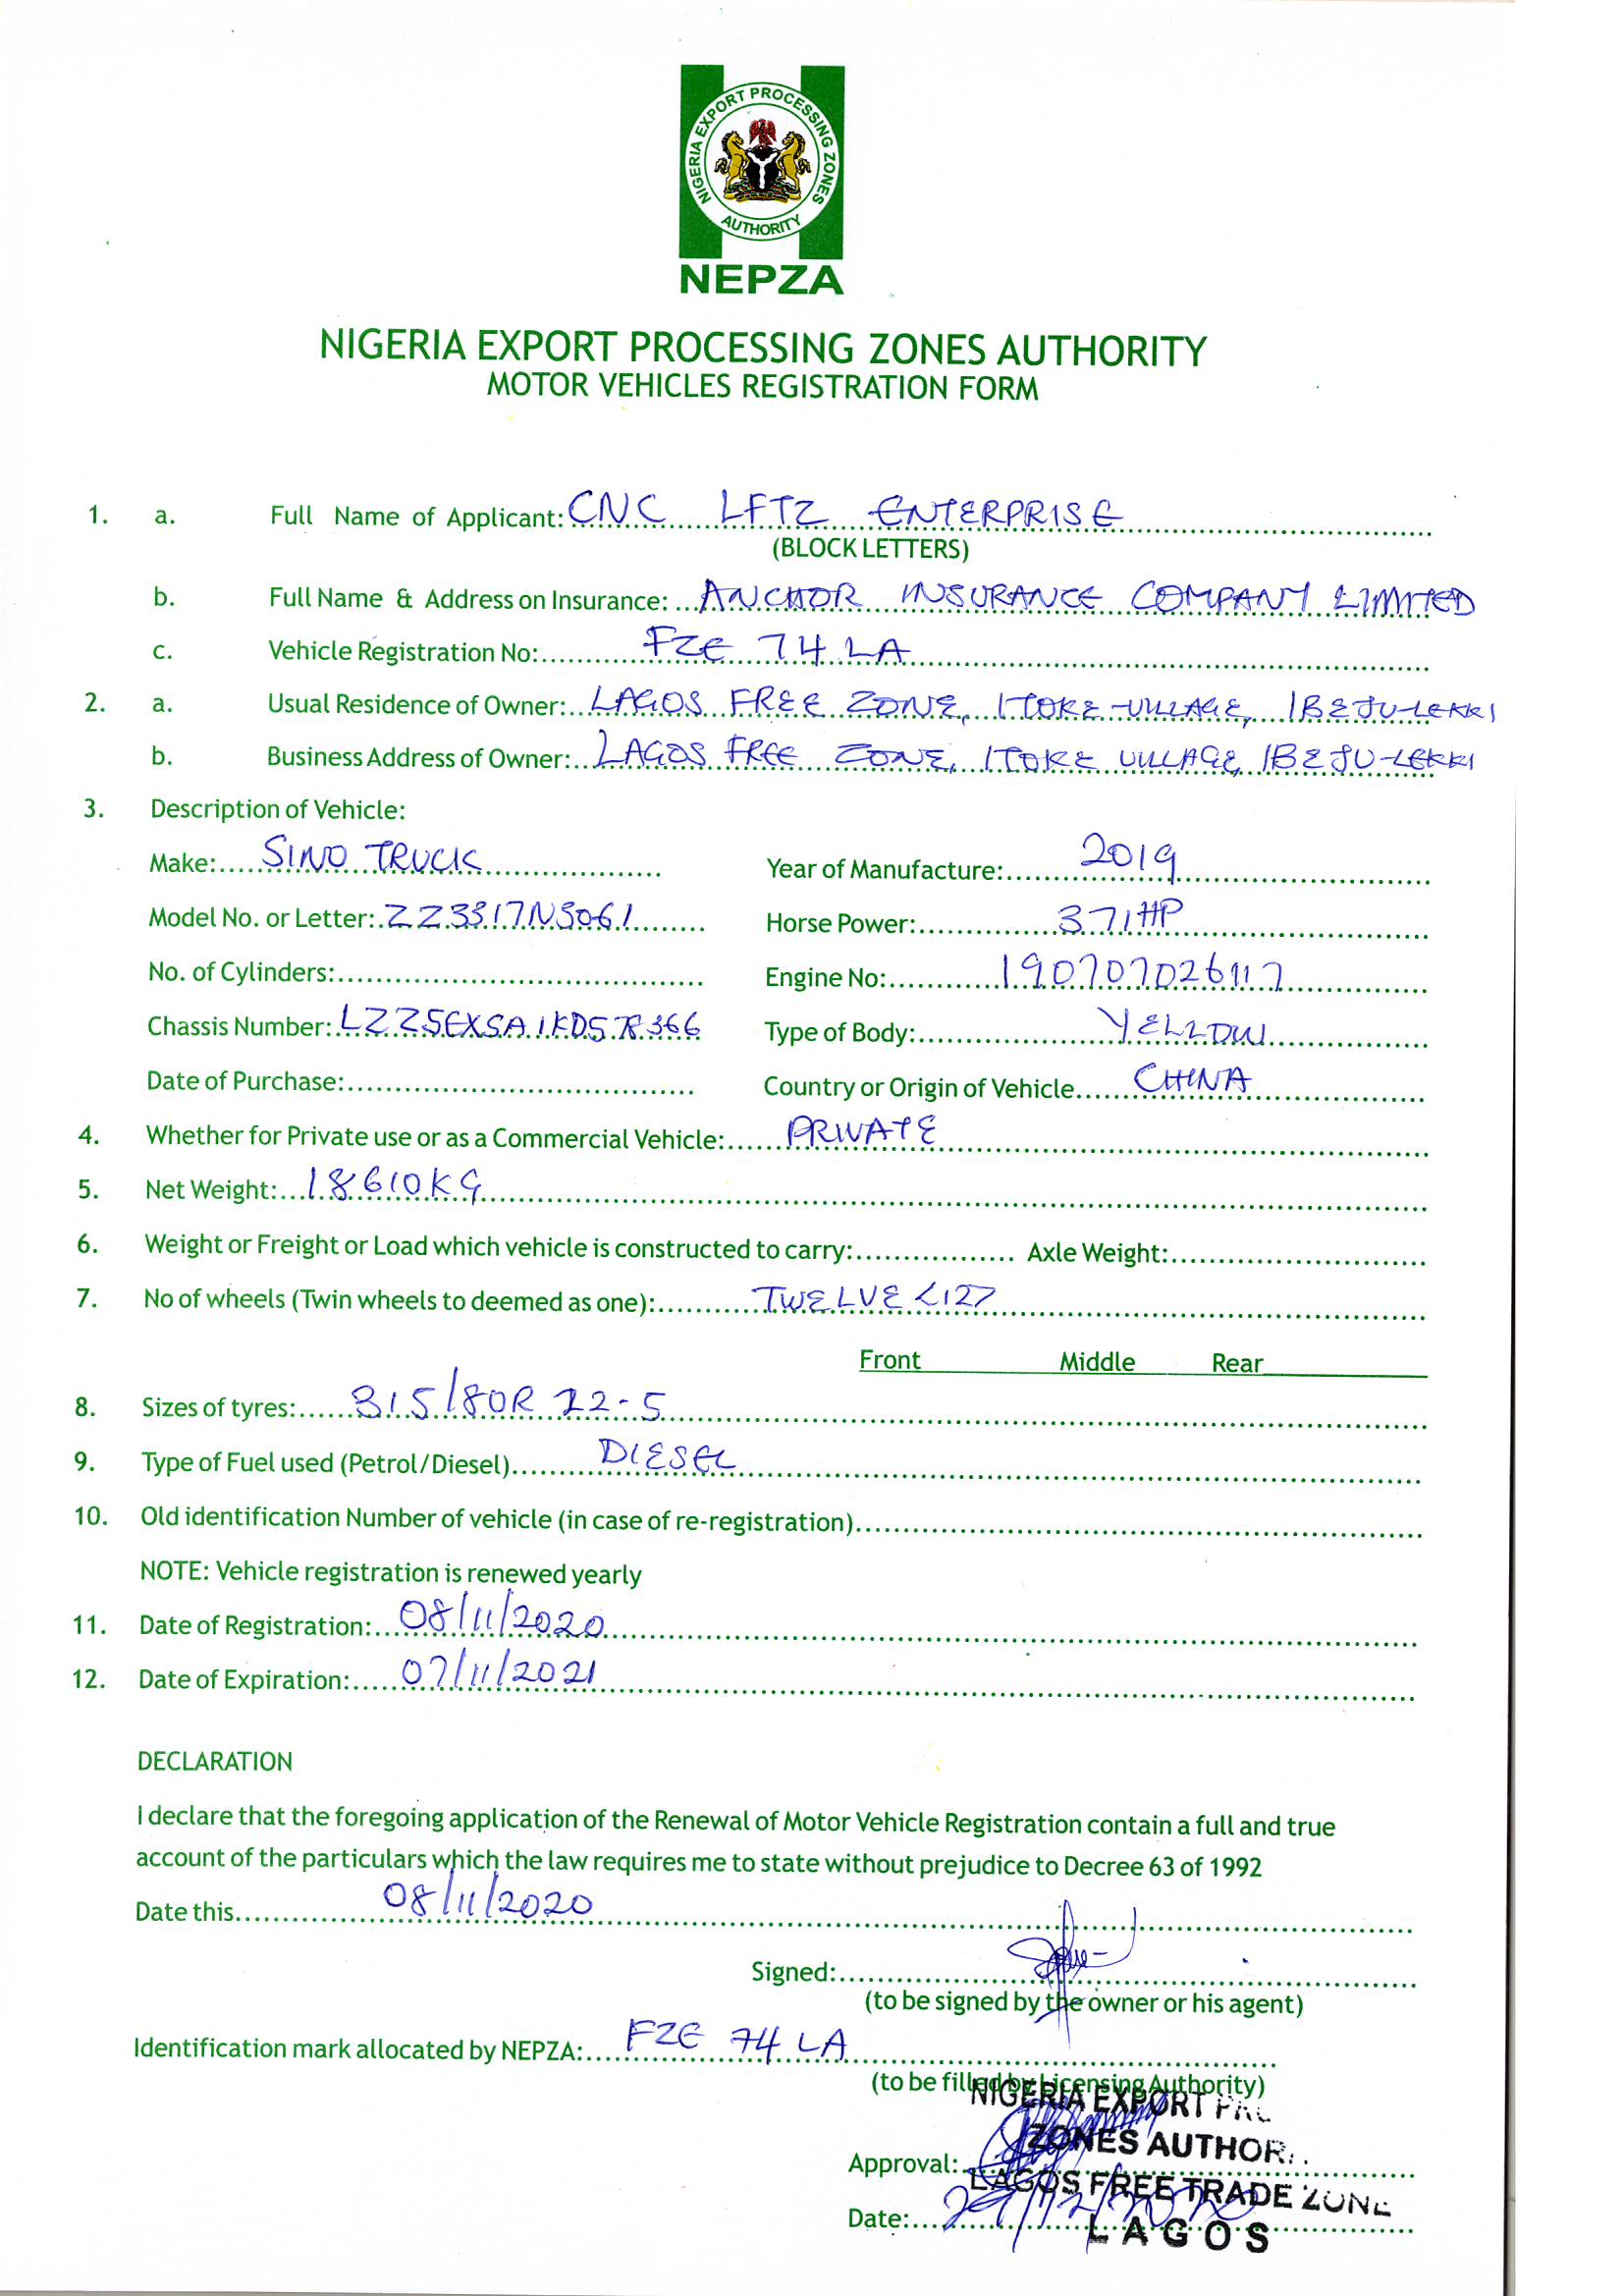 NIGERIA EXPORT PROCESSING ZONES
AUTHORITY
NEPZA
NIGERIA EXPORT PROCESSING ZONES AUTHORITY
MOTOR VEHICLES REGISTRATION FORM
1. a. Full Name of Applicant: CNC LFTZ ENTERPRISE
(BLOCK LETTERS)
b. Full Name & Address on Insurance: ANCHOR INSURANCE COMPANY LIMITED
c. Vehicle Registration No: FZE 74 LA
2. a. Usual Residence of Owner: LAGOS FREE ZONE, ITOKE-VILLAGE, IBEJU-LEKKI
b. Business Address of Owner: LAGOS FREE ZONE, ITOKE VILLAGE, IBEJU-LEKKI
3. Description of Vehicle:
Make: SINO TRUCK Year of Manufacture: 2019
Model No. or Letter: ZZ3317N3061 Horse Power: 371HP
No. of Cylinders: Engine No: 190707026117
Chassis Number: LZZ5EXSA1KD578366 Type of Body: YELLOW
Date of Purchase: Country or Origin of Vehicle CHINA
4. Whether for Private use or as a Commercial Vehicle: PRIVATE
5. Net Weight: 18610KG
6. Weight or Freight or Load which vehicle is constructed to carry: Axle Weight:
7. No of wheels (Twin wheels to deemed as one): TWELVE <127
Front Middle Rear
8. Sizes of tyres: 315/80R 22-5
9. Type of Fuel used (Petrol/Diesel) DIESEL
10. Old identification Number of vehicle (in case of re-registration)
NOTE: Vehicle registration is renewed yearly
11. Date of Registration: 08/11/2020
12. Date of Expiration: 07/11/2021
DECLARATION
I declare that the foregoing application of the Renewal of Motor Vehicle Registration contain a full and true
account of the particulars which the law requires me to state without prejudice to Decree 63 of 1992
Date this 08/11/2020
Signed:
(to be signed by the owner or his agent)
Identification mark allocated by NEPZA: FZE 74 LA
(to be filled by Licensing Authority)
NIGERIA EXPORT
ZONES AUTHOR
Approval:
LAGOS FREE TRADE ZONE
Date: 29/12/2020
LAGOS